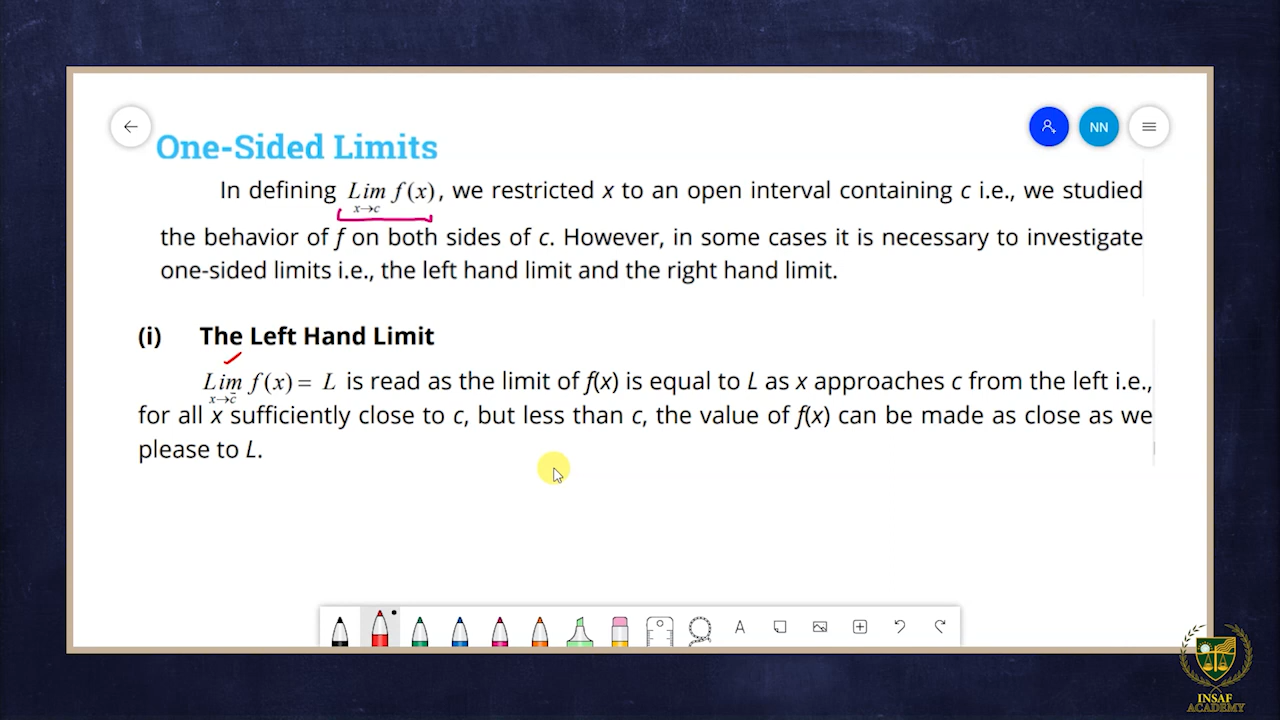 NN
One-Sided Limits
In defining Lim f(x), we restricted x to an open interval containing c i.e., we studied
x→c
the behavior of f on both sides of c. However, in some cases it is necessary to investigate
one-sided limits i.e., the left hand limit and the right hand limit.
(i) The Left Hand Limit
Lim f(x) = L is read as the limit of f(x) is equal to L as x approaches c from the left i.e.,
x→c̄
for all x sufficiently close to c, but less than c, the value of f(x) can be made as close as we
please to L.
A
INSAF
ACADEMY